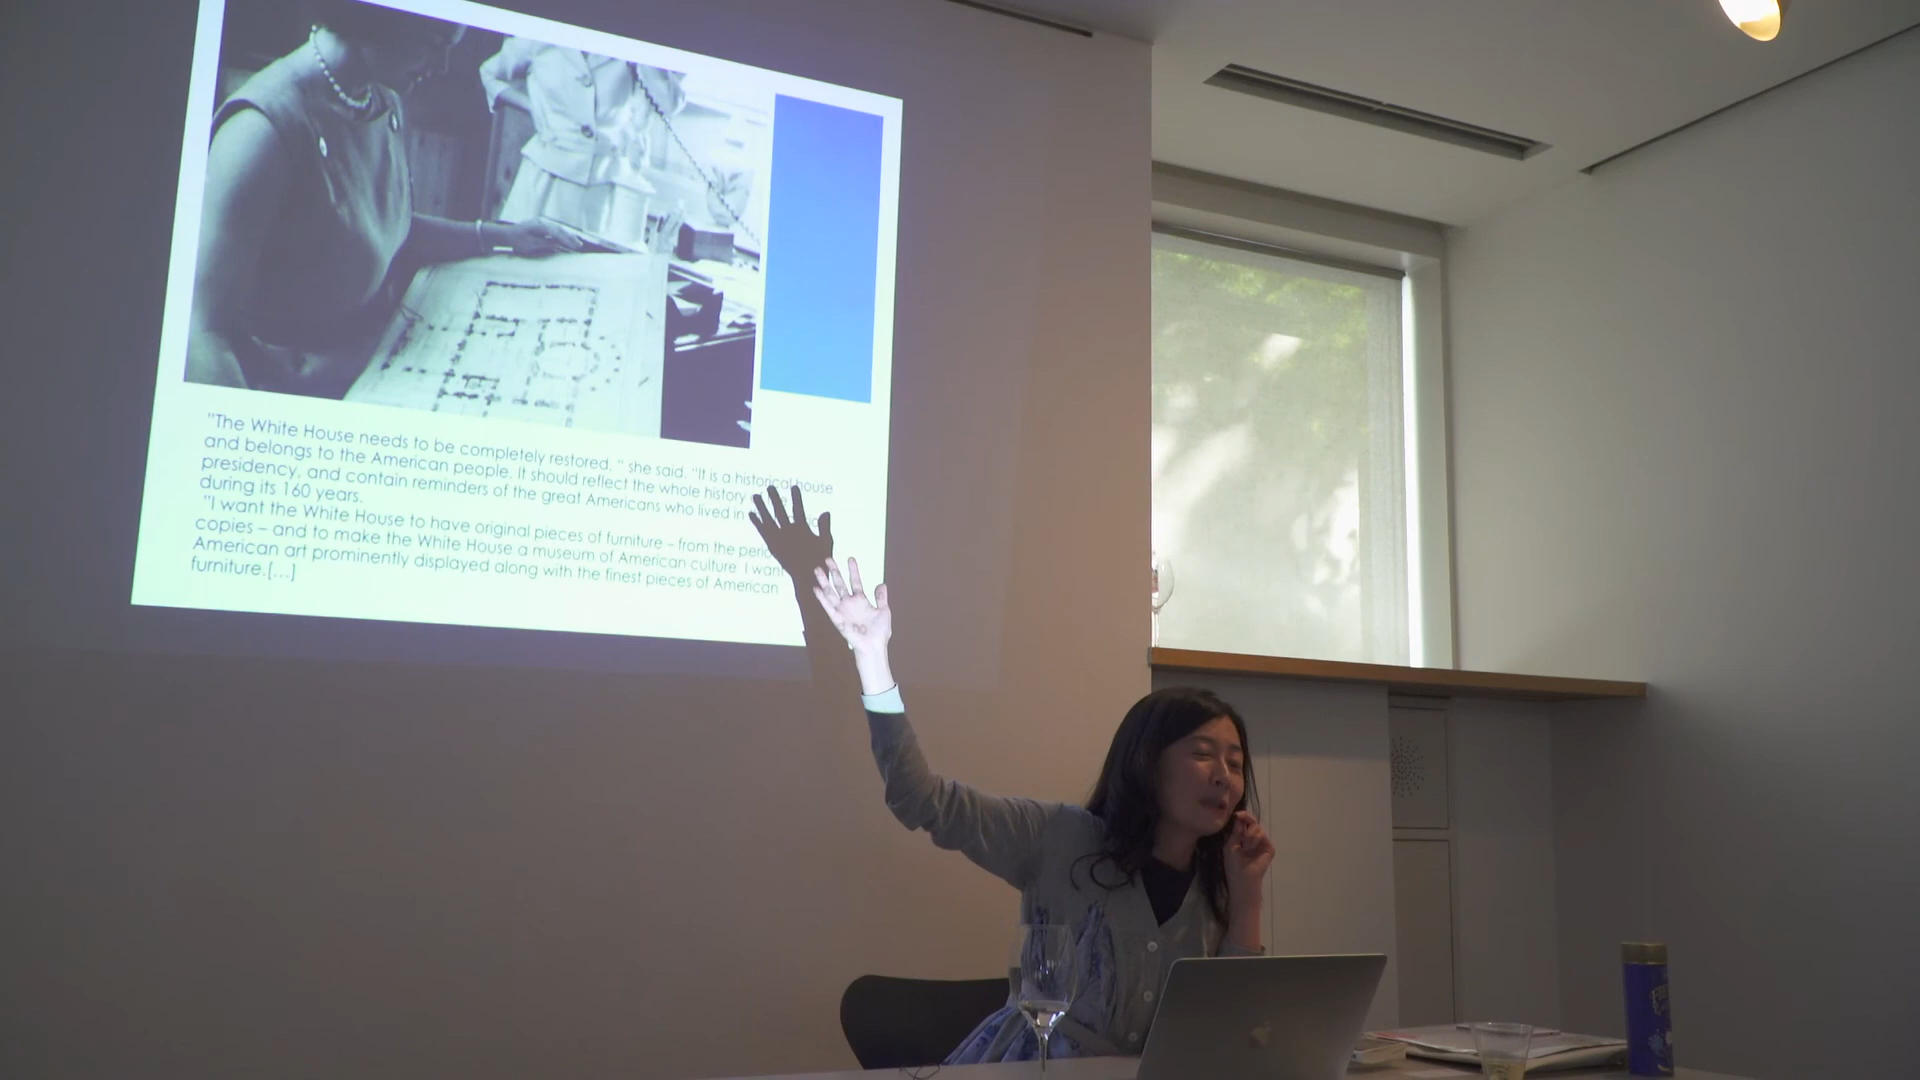 "The White House needs to be completely restored. " she said. "It is a historical house
and belongs to the American people. It should reflect the whole history
presidency, and contain reminders of the great Americans who lived in
during its 160 years.
"I want the White House to have original pieces of furniture – from the
copies – and to make the White House a museum of American culture I want
American art prominently displayed along with the finest pieces of American
furniture.[...]
no